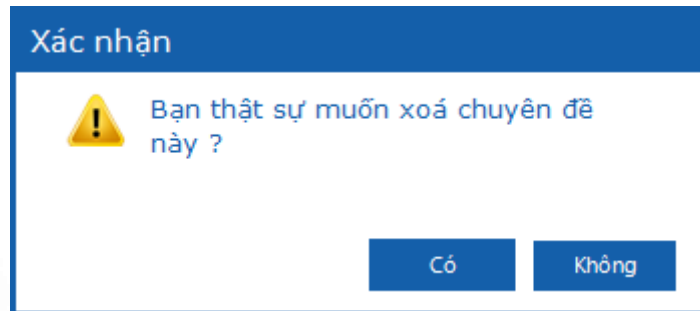 Xác nhận
Bạn thật sự muốn xoá chuyên đề
này ?
Có
Không